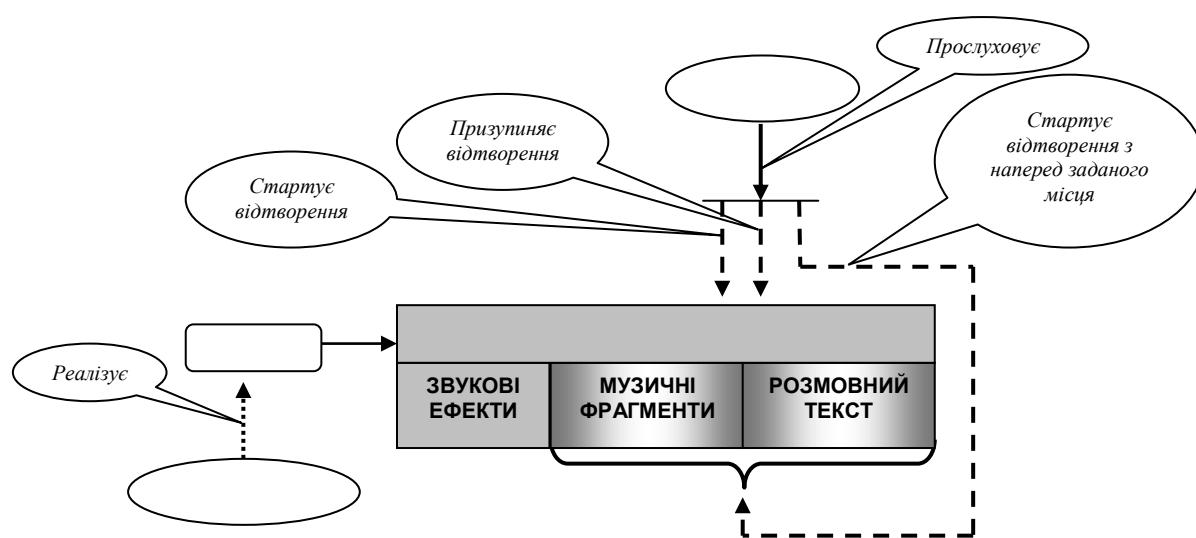 Прослуховує
Призупиняє
відтворення
Стартує
відтворення з
наперед заданого
місця
Стартує
відтворення
Реалізує
ЗВУКОВІ
ЕФЕКТИ
МУЗИЧНІ
ФРАГМЕНТИ
РОЗМОВНИЙ
ТЕКСТ